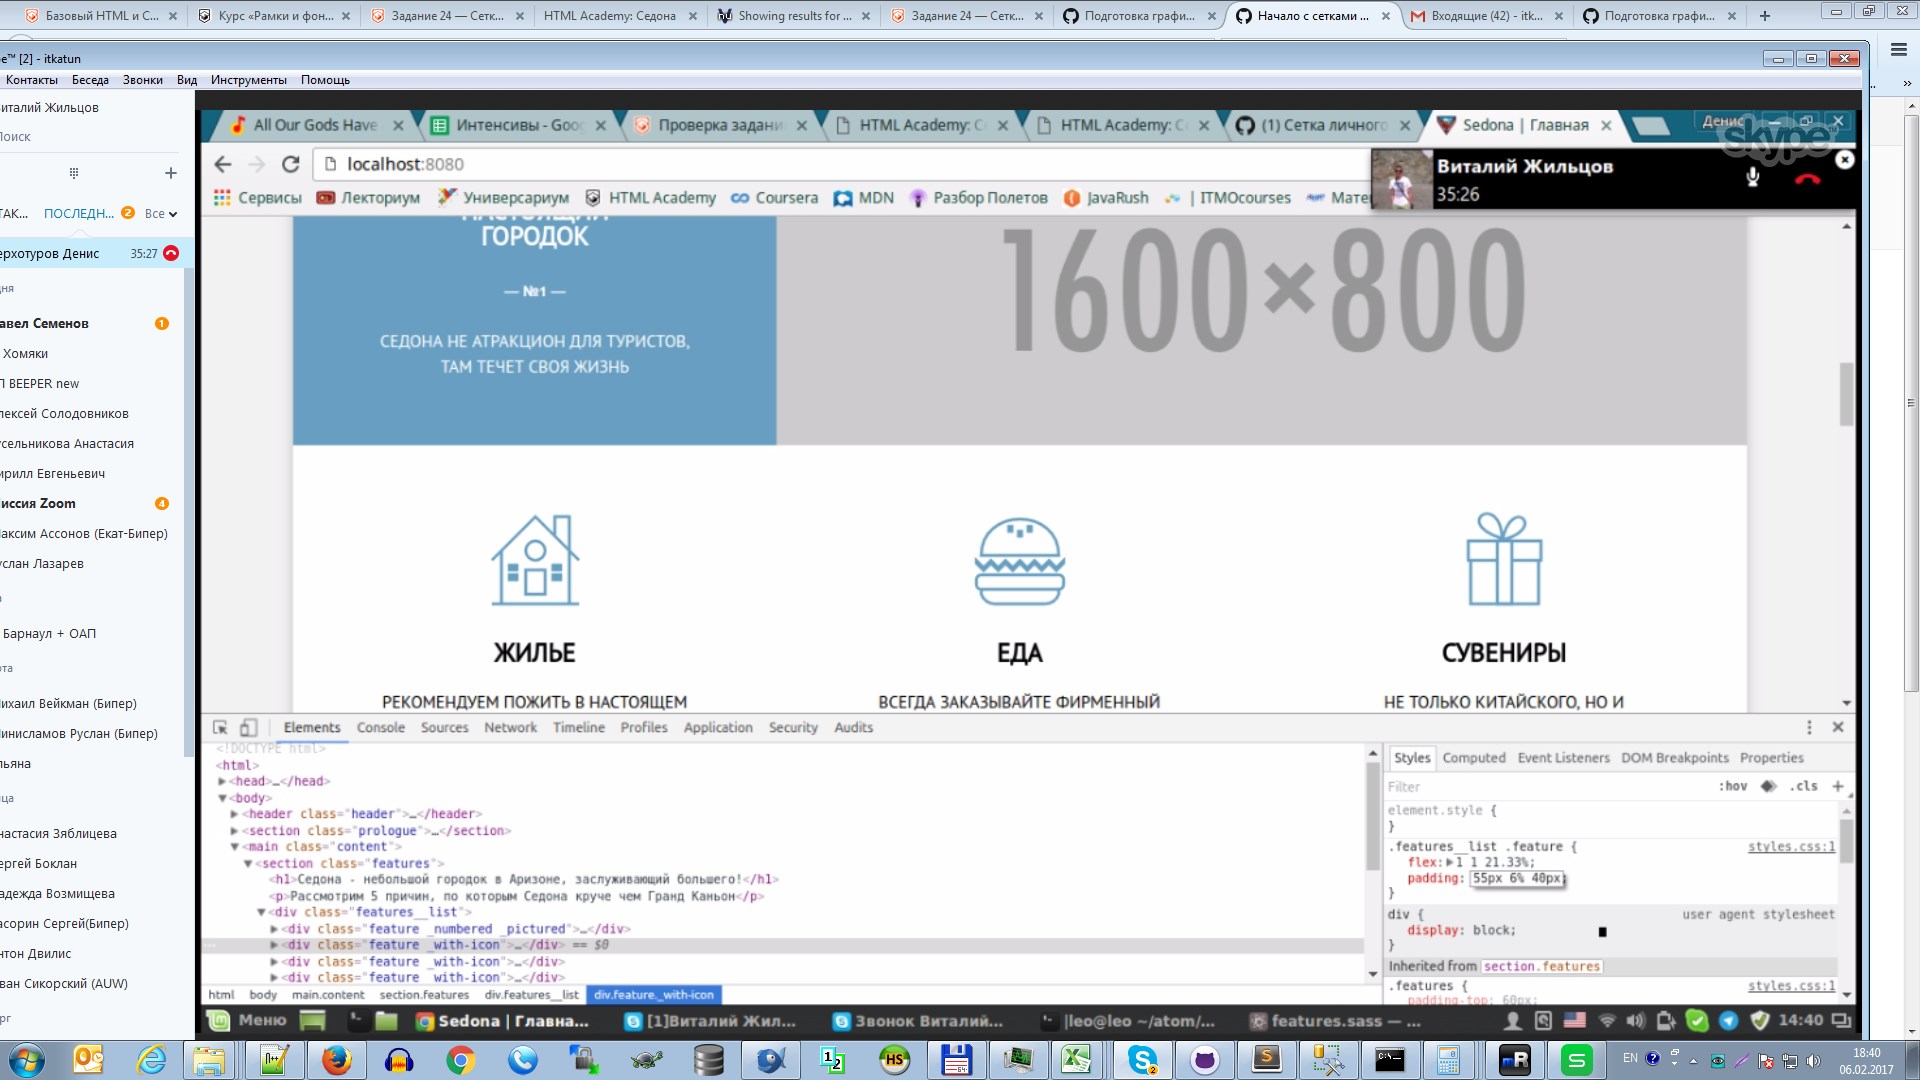 Базовый HTML и C...
Курс «Рамки и фон...
Задание 24 — Сетк...
HTML Academy: Седона
Showing results for ...
Задание 24 — Сетк...
Подготовка графи...
Начало с сетками ...
Входящие (42) - itk...
Подготовка графи...
e™ [2] - itkatun
Контакты Беседа Звонки Вид Инструменты Помощь
италий Жильцов
оиск
ТАК... ПОСЛЕДН... 2 Все
ерхотуров Денис 35:27
дня
авел Семенов 1
Хомяки
П BEEPER new
лексей Солодовников
усельникова Анастасия
ирилл Евгеньевич
иссия Zoom 4
аксим Ассонов (Екат-Бипер)
услан Лазарев
Барнаул + ОАП
ота
ихаил Вейкман (Бипер)
инисламов Руслан (Бипер)
льяна
ица
настасия Зяблицева
ергей Боклан
адежда Возмищева
асорин Сергей(Бипер)
нтон Двилис
ван Сикорский (AUW)
рг
All Our Gods Have
Интенсивы - Goog
Проверка задани
HTML Academy: С
HTML Academy: С
(1) Сетка личного
Sedona | Главная
Денис
skype™
localhost:8080
Виталий Жильцов
35:26
Сервисы Лекториум Универсариум HTML Academy Coursera MDN Разбор Полетов JavaRush | ITMOcourses Мате
НАСТОЯЩИЙ
ГОРОДОК
— №1 —
СЕДОНА НЕ АТРАКЦИОН ДЛЯ ТУРИСТОВ,
ТАМ ТЕЧЕТ СВОЯ ЖИЗНЬ
1600×800
ЖИЛЬЕ
ЕДА
СУВЕНИРЫ
РЕКОМЕНДУЕМ ПОЖИТЬ В НАСТОЯЩЕМ
ВСЕГДА ЗАКАЗЫВАЙТЕ ФИРМЕННЫЙ
НЕ ТОЛЬКО КИТАЙСКОГО, НО И
Elements Console Sources Network Timeline Profiles Application Security Audits
<!DOCTYPE html>
<html>
<head>…</head>
<body>
<header class="header">…</header>
<section class="prologue">…</section>
<main class="content">
<section class="features">
<h1>Седона - небольшой городок в Аризоне, заслуживающий большего!</h1>
<p>Рассмотрим 5 причин, по которым Седона круче чем Гранд Каньон</p>
<div class="features__list">
<div class="feature _numbered _pictured">…</div>
<div class="feature _with-icon">…</div> == $0
<div class="feature _with-icon">…</div>
<div class="feature _with-icon">…</div>
html body main.content section.features div.features__list div.feature._with-icon
Styles Computed Event Listeners DOM Breakpoints Properties
Filter :hov .cls +
element.style {
}
.features__list .feature { styles.css:1
flex: 1 1 21.33%;
padding: 55px 6% 40px;
}
div { user agent stylesheet
display: block;
}
Inherited from section.features
.features { styles.css:1
padding-top: 60px;
Меню
Sedona | Главна...
[1]Виталий Жил...
Звонок Виталий...
|leo@leo ~/atom/...
features.sass — ...
14:40
EN
18:40
06.02.2017